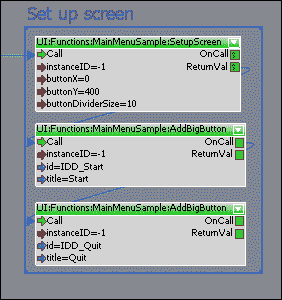 Set up screen
UI:Functions:MainMenuSample:SetupScreen
Call OnCall
instanceID=-1 ReturnVal
buttonX=0
buttonY=400
buttonDividerSize=10
UI:Functions:MainMenuSample:AddBigButton
Call OnCall
instanceID=-1 ReturnVal
id=IDD_Start
title=Start
UI:Functions:MainMenuSample:AddBigButton
Call OnCall
instanceID=-1 ReturnVal
id=IDD_Quit
title=Quit